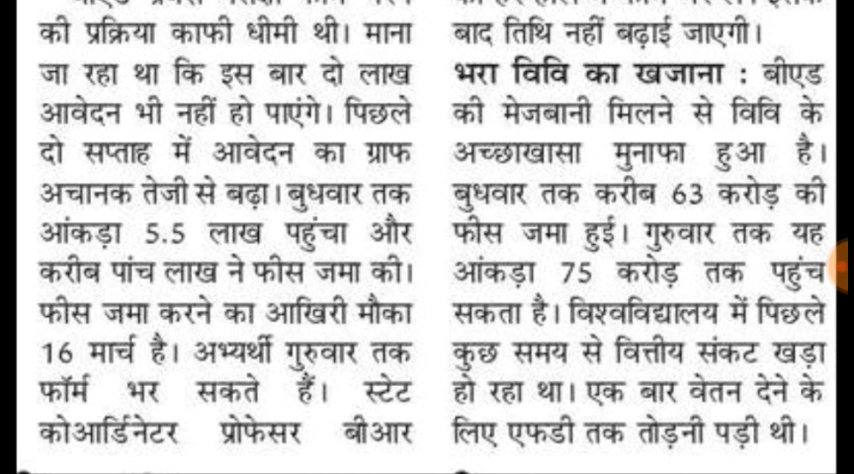 की प्रक्रिया काफी धीमी थी। माना
जा रहा था कि इस बार दो लाख
आवेदन भी नहीं हो पाएंगे। पिछले
दो सप्ताह में आवेदन का ग्राफ
अचानक तेजी से बढ़ा। बुधवार तक
आंकड़ा 5.5 लाख पहुंचा और
करीब पांच लाख ने फीस जमा की।
फीस जमा करने का आखिरी मौका
16 मार्च है। अभ्यर्थी गुरुवार तक
फॉर्म भर सकते हैं। स्टेट
कोआर्डिनेटर प्रोफेसर बीआर
बाद तिथि नहीं बढ़ाई जाएगी।
भरा विवि का खजाना : बीएड
की मेजबानी मिलने से विवि के
अच्छाखासा मुनाफा हुआ है।
बुधवार तक करीब 63 करोड़ की
फीस जमा हुई। गुरुवार तक यह
आंकड़ा 75 करोड़ तक पहुंच
सकता है। विश्वविद्यालय में पिछले
कुछ समय से वित्तीय संकट खड़ा
हो रहा था। एक बार वेतन देने के
लिए एफडी तक तोड़नी पड़ी थी।